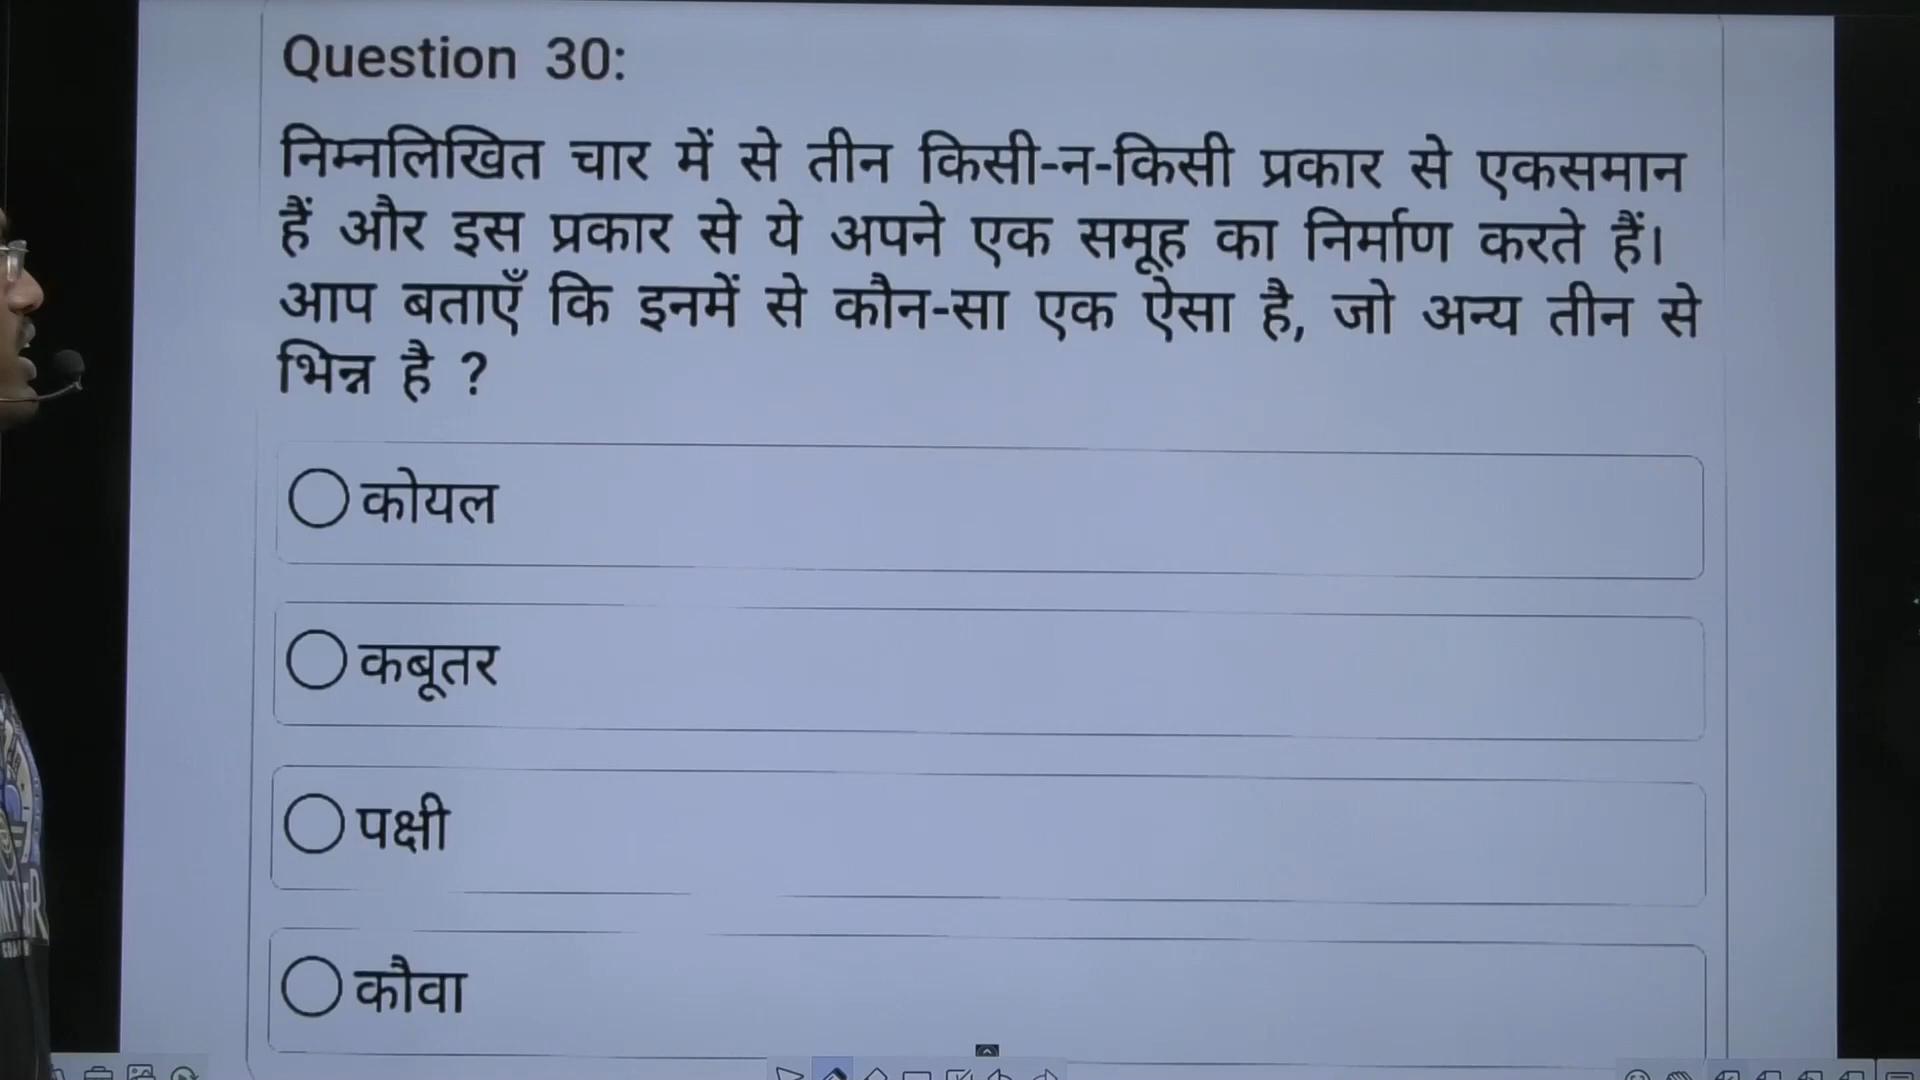 Question 30:
निम्नलिखित चार में से तीन किसी-न-किसी प्रकार से एकसमान
हैं और इस प्रकार से ये अपने एक समूह का निर्माण करते हैं।
आप बताएँ कि इनमें से कौन-सा एक ऐसा है, जो अन्य तीन से
भिन्न है ?
कोयल
कबूतर
पक्षी
कौवा